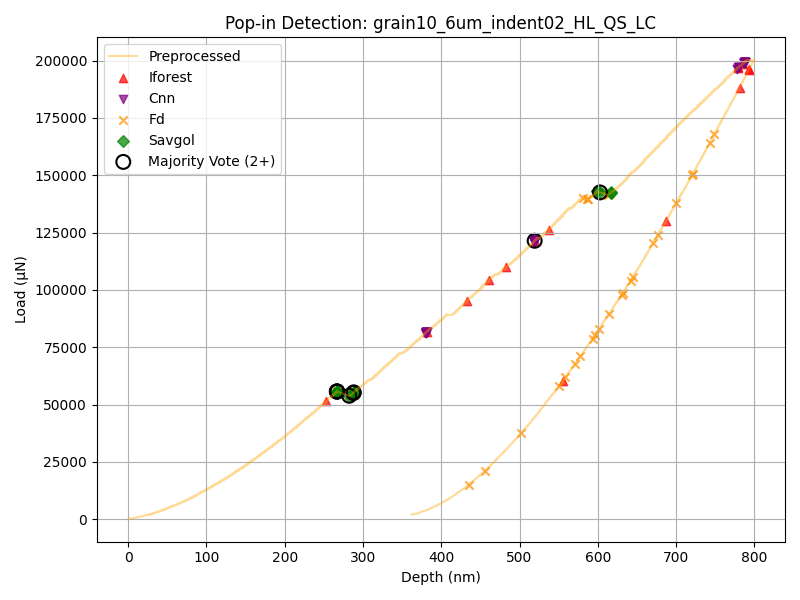 Pop-in Detection: grain10_6um_indent02_HL_QS_LC
Preprocessed
Iforest
Cnn
Fd
Savgol
Majority Vote (2+)
200000
175000
150000
125000
100000
75000
50000
25000
0
Load (μN)
0 100 200 300 400 500 600 700 800
Depth (nm)